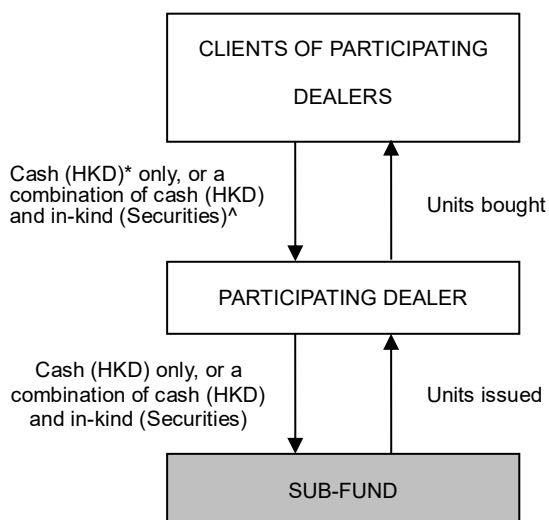 CLIENTS OF PARTICIPATING
DEALERS
Cash (HKD)* only, or a
combination of cash (HKD)
and in-kind (Securities)^
Units bought
PARTICIPATING DEALER
Cash (HKD) only, or a
combination of cash (HKD)
and in-kind (Securities)
Units issued
SUB-FUND